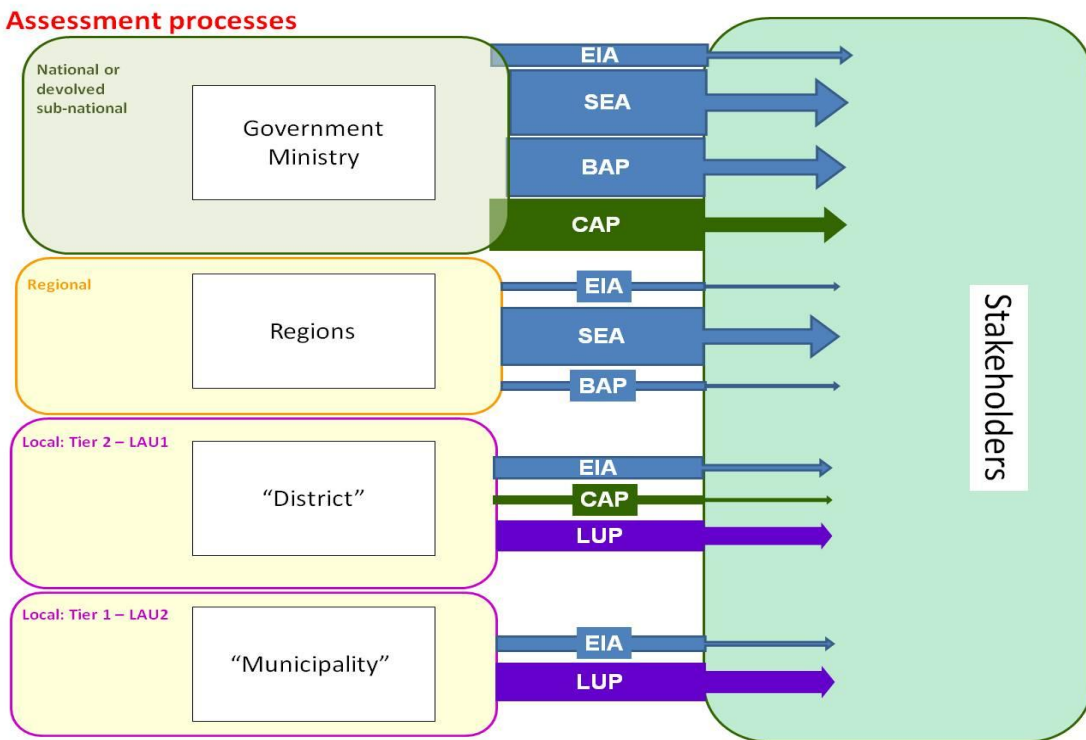 Assessment processes
National or
devolved
sub-national
Government
Ministry
EIA
SEA
BAP
CAP
Regional
Regions
EIA
SEA
BAP
Local: Tier 2 – LAU1
“District”
EIA
CAP
LUP
Local: Tier 1 – LAU2
“Municipality”
EIA
LUP
Stakeholders